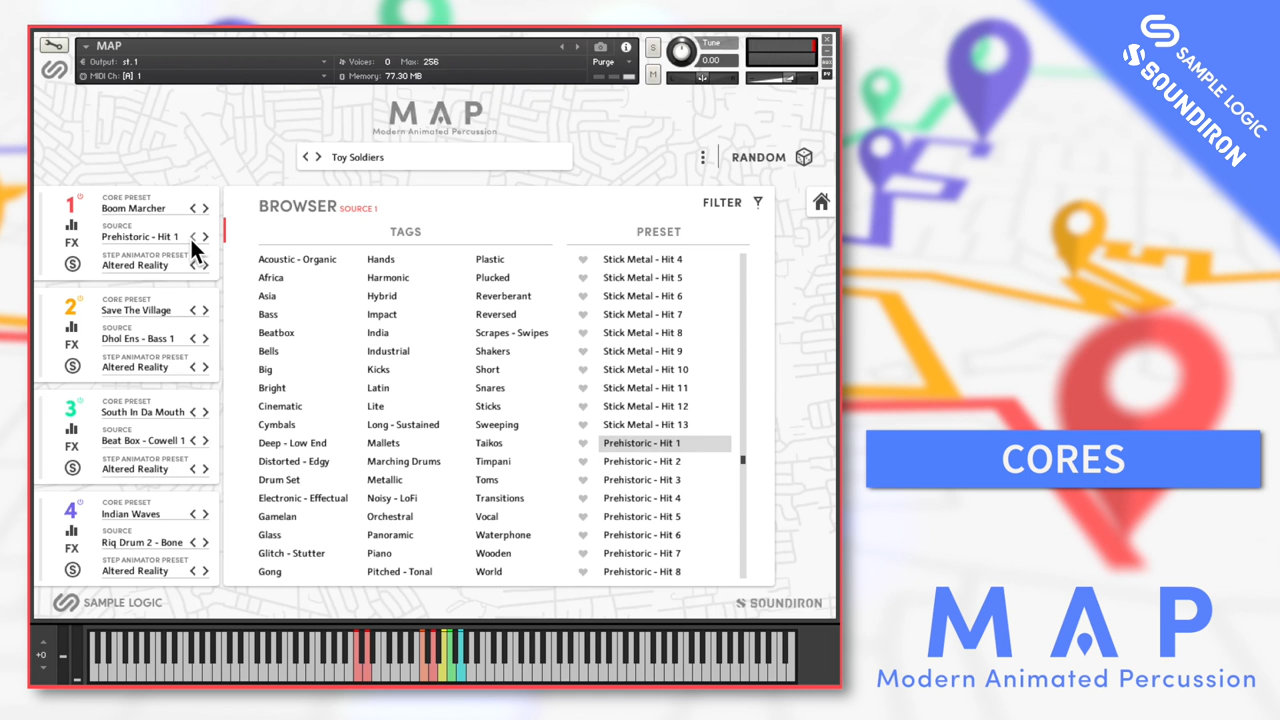 MAP
Output: st.1
Voices: 0 Max: 256
Purge
MIDI Ch: [A] 1
Memory: 77.30 MB
S
M
Tune
0.00
MAP
Modern Animated Percussion
Toy Soldiers
RANDOM
1
CORE PRESET
Boom Marcher
SOURCE
Prehistoric - Hit 1
FX
STEP ANIMATOR PRESET
Altered Reality
S
2
CORE PRESET
Save The Village
SOURCE
Dhol Ens - Bass 1
FX
STEP ANIMATOR PRESET
Altered Reality
S
3
CORE PRESET
South In Da Mouth
SOURCE
Beat Box - Cowell 1
FX
STEP ANIMATOR PRESET
Altered Reality
S
4
CORE PRESET
Indian Waves
SOURCE
Riq Drum 2 - Bone
FX
STEP ANIMATOR PRESET
Altered Reality
S
BROWSER SOURCE 1
FILTER
TAGS
PRESET
Acoustic - Organic Hands Plastic Stick Metal - Hit 4
Africa Harmonic Plucked Stick Metal - Hit 5
Asia Hybrid Reverberant Stick Metal - Hit 6
Bass Impact Reversed Stick Metal - Hit 7
Beatbox India Scrapes - Swipes Stick Metal - Hit 8
Bells Industrial Shakers Stick Metal - Hit 9
Big Kicks Short Stick Metal - Hit 10
Bright Latin Snares Stick Metal - Hit 11
Cinematic Lite Sticks Stick Metal - Hit 12
Cymbals Long - Sustained Sweeping Stick Metal - Hit 13
Deep - Low End Mallets Taikos Prehistoric - Hit 1
Distorted - Edgy Marching Drums Timpani Prehistoric - Hit 2
Drum Set Metallic Toms Prehistoric - Hit 3
Electronic - Effectual Noisy - LoFi Transitions Prehistoric - Hit 4
Gamelan Orchestral Vocal Prehistoric - Hit 5
Glass Panoramic Waterphone Prehistoric - Hit 6
Glitch - Stutter Piano Wooden Prehistoric - Hit 7
Gong Pitched - Tonal World Prehistoric - Hit 8
SAMPLE LOGIC
SOUNDIRON
+0
SAMPLE LOGIC
SOUNDIRON
CORES
MAP
Modern Animated Percussion